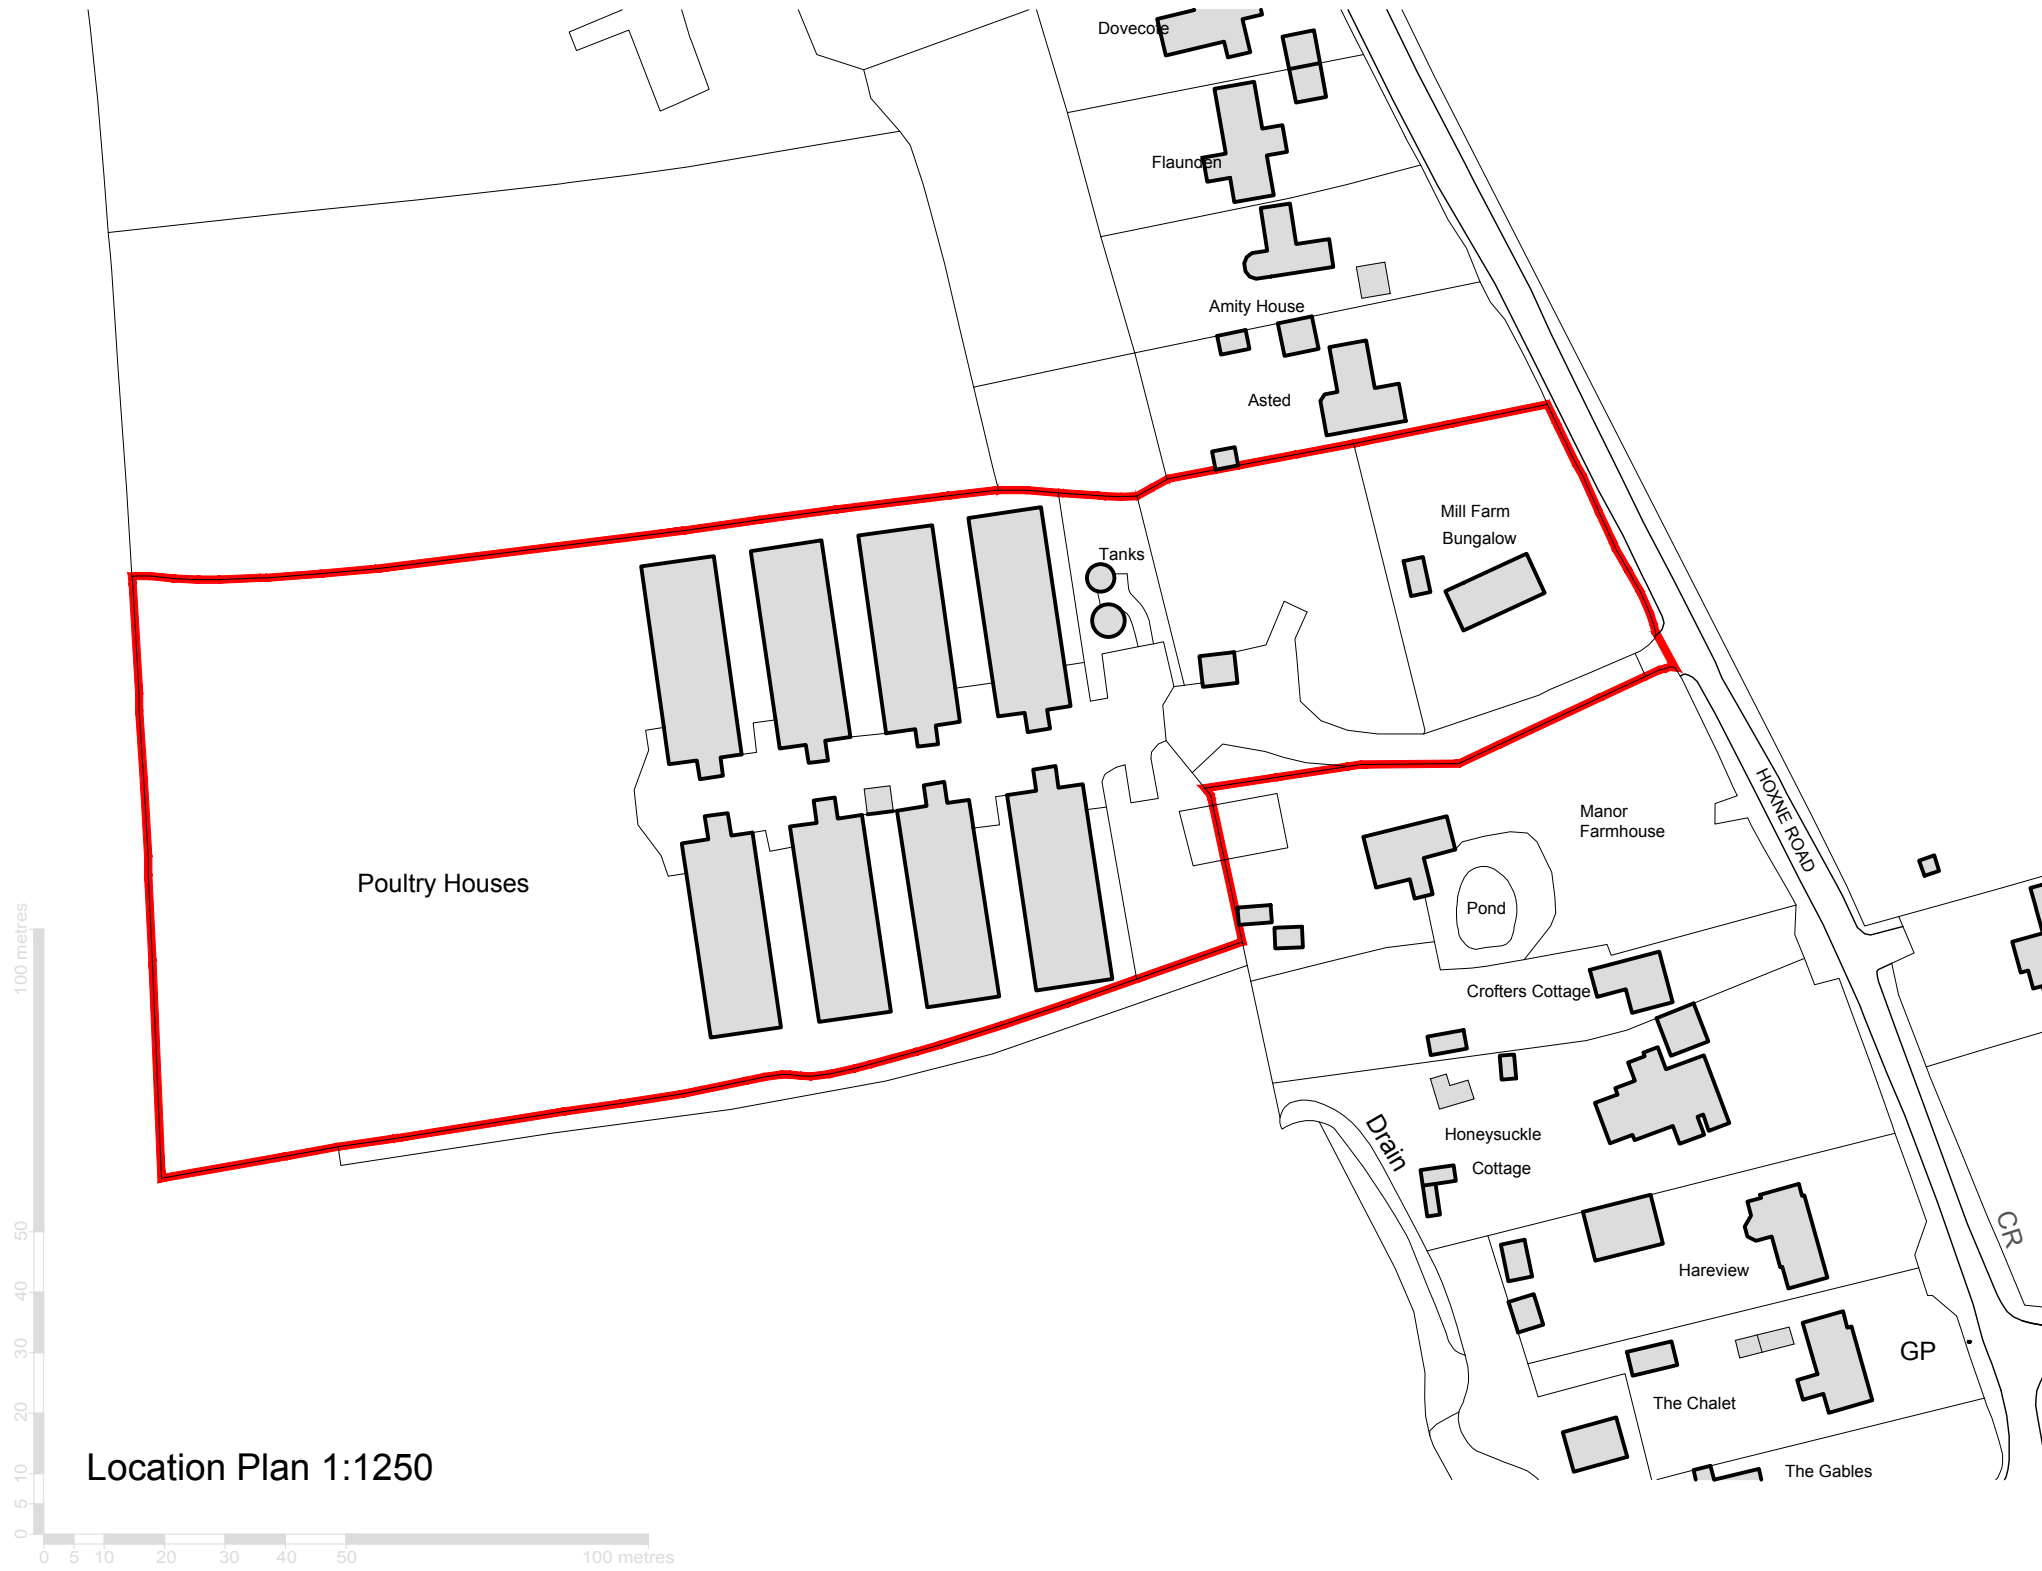 Dovecote
Flaunden
Amity House
Asted
Mill Farm
Bungalow
Tanks
HOXNE ROAD
Manor
Farmhouse
Poultry Houses
Pond
Crofters Cottage
Drain
Honeysuckle
Cottage
CR
Hareview
GP
The Chalet
The Gables
Location Plan 1:1250
100 metres
50
40
30
20
10
5
0
0 5 10 20 30 40 50 100 metres